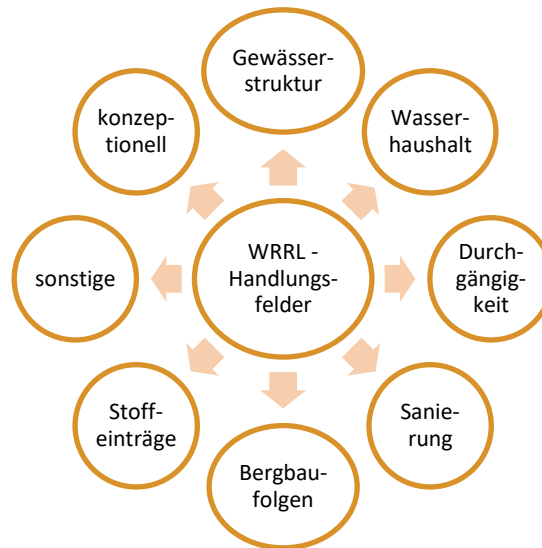 Gewässer-
struktur
Wasser-
haushalt
Durch-
gängig-
keit
Sanie-
rung
Bergbau-
folgen
Stoff-
einträge
sonstige
konzep-
tionell
WRRL -
Handlungs-
felder